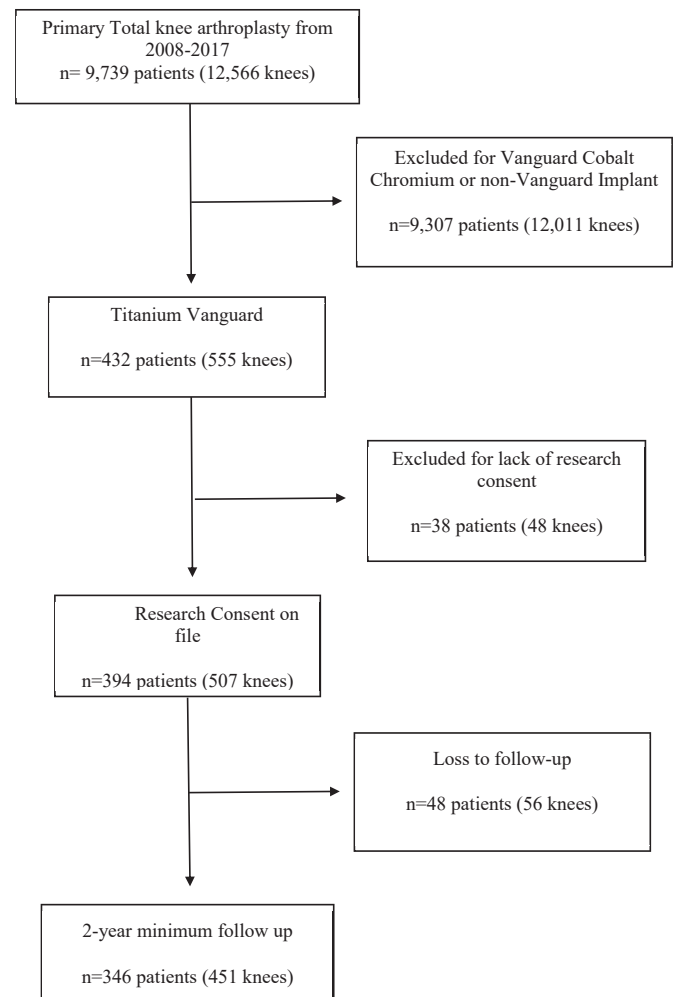 Primary Total knee arthroplasty from
2008-2017
n= 9,739 patients (12,566 knees)
Excluded for Vanguard Cobalt
Chromium or non-Vanguard Implant
n=9,307 patients (12,011 knees)
Titanium Vanguard
n=432 patients (555 knees)
Excluded for lack of research
consent
n=38 patients (48 knees)
Research Consent on
file
n=394 patients (507 knees)
Loss to follow-up
n=48 patients (56 knees)
2-year minimum follow up
n=346 patients (451 knees)